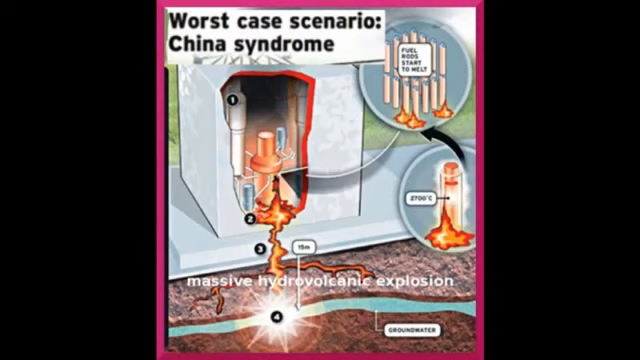 Worst case scenario:
China syndrome
FUEL
RODS
START
TO MELT
1
2700°C
2
3
15m
massive hydrovolcanic explosion
4
GROUNDWATER